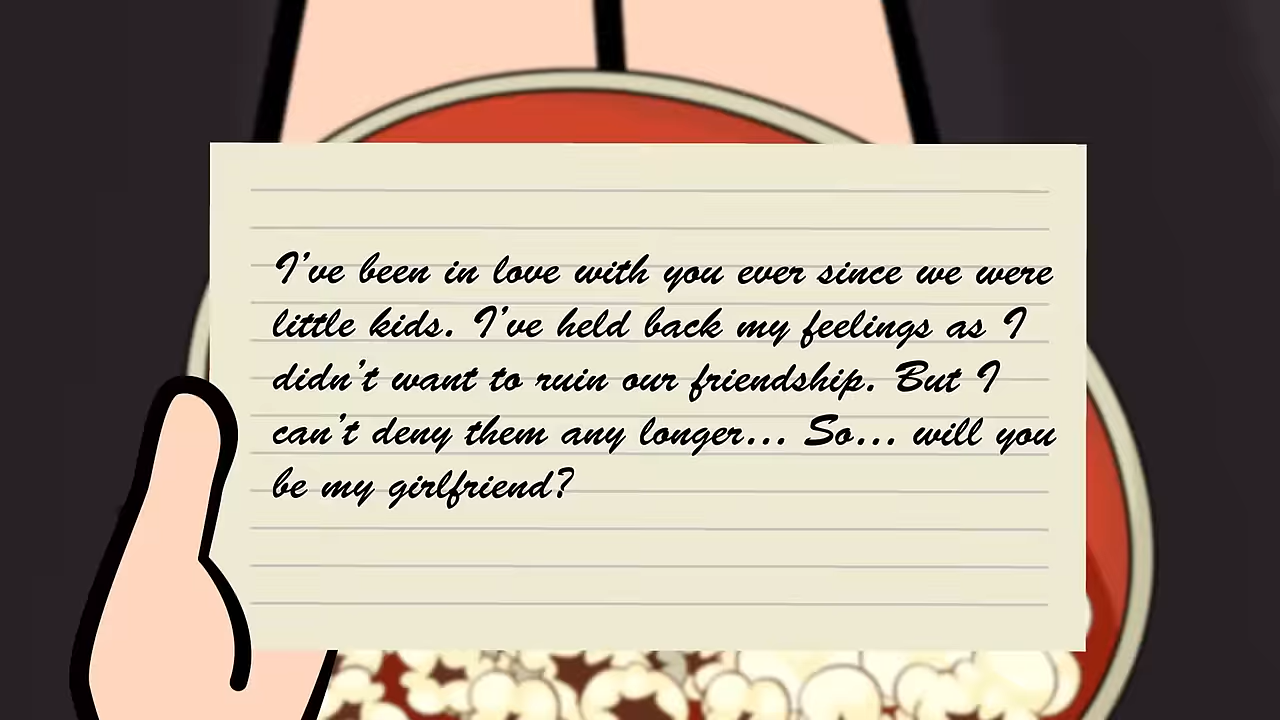 I've been in love with you ever since we were
little kids. I've held back my feelings as I
didn't want to ruin our friendship. But I
can't deny them any longer... So... will you
be my girlfriend?